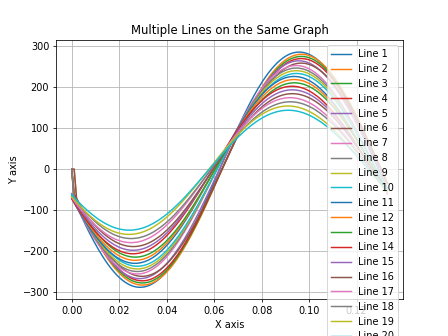 Multiple Lines on the Same Graph
300
200
100
0
−100
−200
−300
Y axis
0.00
0.02
0.04
0.06
0.08
0.10
X axis
Line 1
Line 2
Line 3
Line 4
Line 5
Line 6
Line 7
Line 8
Line 9
Line 10
Line 11
Line 12
Line 13
Line 14
Line 15
Line 16
Line 17
Line 18
Line 19
Line 20